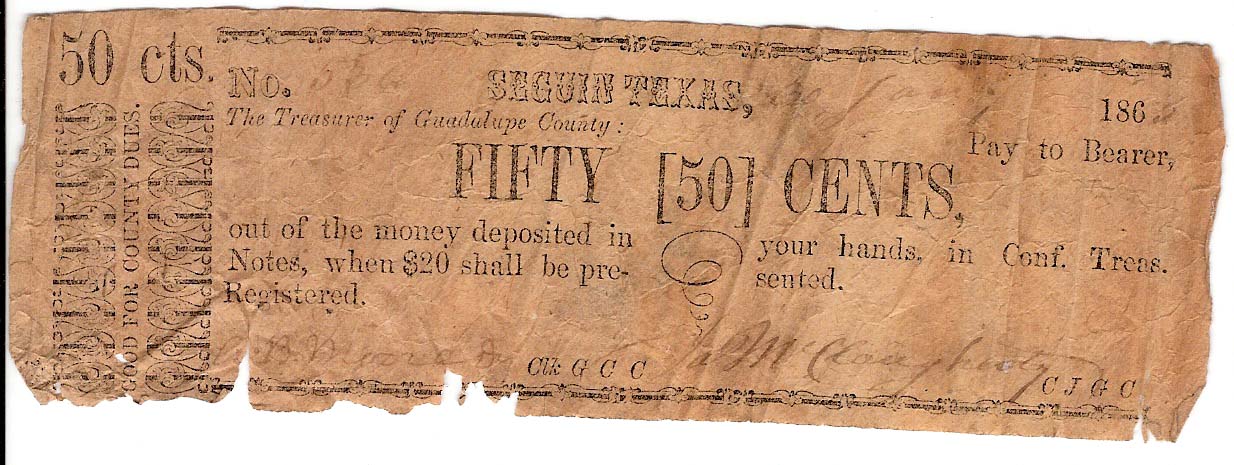 50 cts.
GOOD FOR COUNTY DUES.
No. SEGUIN TEXAS, 186
The Treasurer of Guadalupe County:
Pay to Bearer,
FIFTY [50] CENTS,
out of the money deposited in your hands, in Conf. Treas.
Notes, when $20 shall be pre- sented.
Registered.
Clk G C C
C J G C